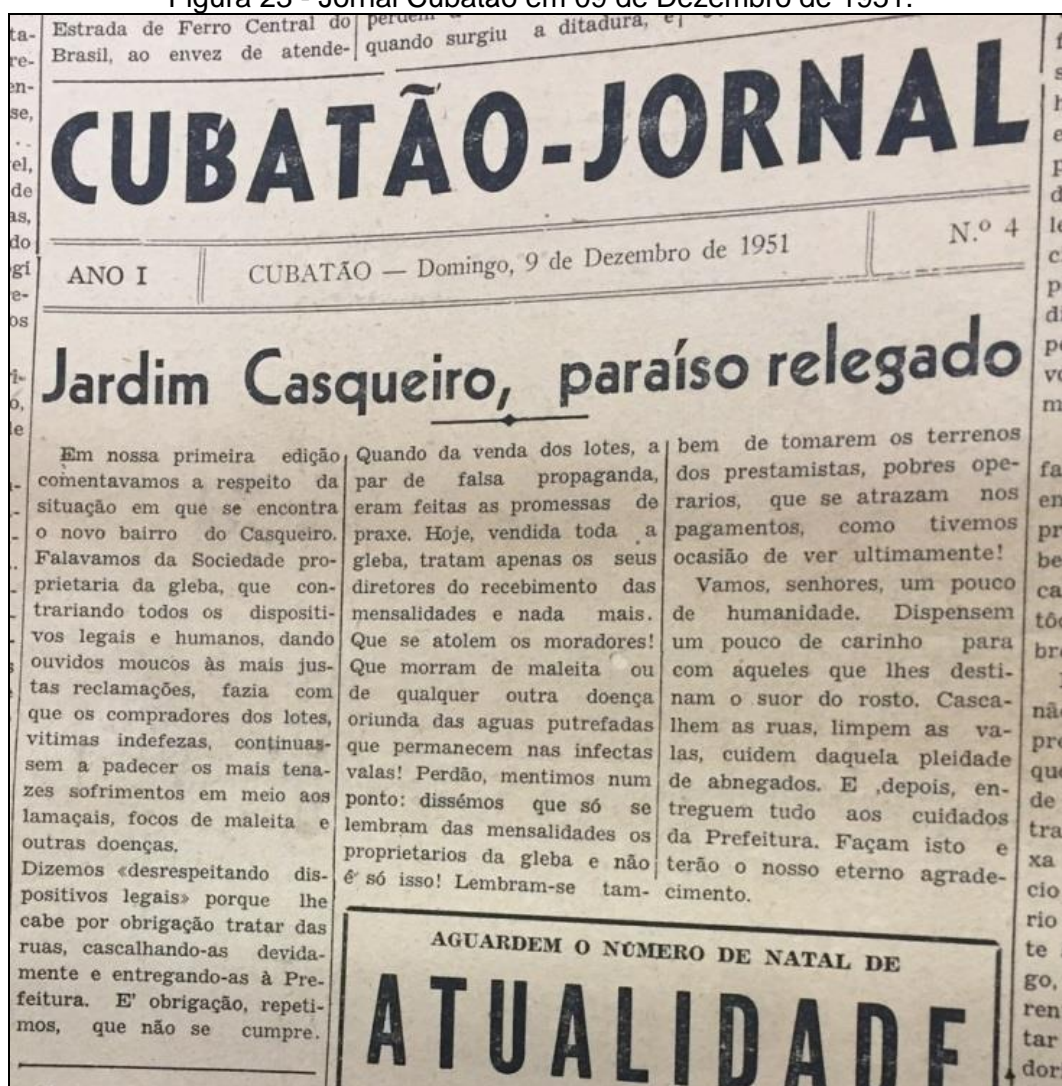 Figura 23 - Jornal Cubatão em 09 de Dezembro de 1951.
Estrada de Ferro Central do
Brasil, ao envez de atende-
quando surgiu a ditadura,
CUBATÃO-JORNAL
ANO I
CUBATÃO — Domingo, 9 de Dezembro de 1951
N.º 4
Jardim Casqueiro, paraíso relegado
Em nossa primeira edição
comentavamos a respeito da
situação em que se encontra
o novo bairro do Casqueiro.
Falavamos da Sociedade pro-
prietaria da gleba, que con-
trariando todos os dispositi-
vos legais e humanos, dando
ouvidos moucos às mais jus-
tas reclamações, fazia com
que os compradores dos lotes,
vitimas indefezas, continuas-
sem a padecer os mais tena-
zes sofrimentos em meio aos
lamaçais, focos de maleita e
outras doenças.
Dizemos «desrespeitando dis-
positivos legais» porque lhe
cabe por obrigação tratar das
ruas, cascalhando-as devida-
mente e entregando-as à Pre-
feitura. E' obrigação, repeti-
mos, que não se cumpre.
Quando da venda dos lotes, a
par de falsa propaganda,
eram feitas as promessas de
praxe. Hoje, vendida toda a
gleba, tratam apenas os seus
diretores do recebimento das
mensalidades e nada mais.
Que se atolem os moradores!
Que morram de maleita ou
de qualquer outra doença
oriunda das aguas putrefadas
que permanecem nas infectas
valas! Perdão, mentimos num
ponto: dissémos que só se
lembram das mensalidades os
proprietarios da gleba e não
é só isso! Lembram-se tam-
bem de tomarem os terrenos
dos prestamistas, pobres ope-
rarios, que se atrazam nos
pagamentos, como tivemos
ocasião de ver ultimamente!
Vamos, senhores, um pouco
de humanidade. Dispensem
um pouco de carinho para
com àqueles que lhes desti-
nam o suor do rosto. Casca-
lhem as ruas, limpem as va-
las, cuidem daquela pleidade
de abnegados. E ,depois, en-
treguem tudo aos cuidados
da Prefeitura. Façam isto e
terão o nosso eterno agrade-
cimento.
AGUARDEM O NÚMERO DE NATAL DE
ATUALIDADE